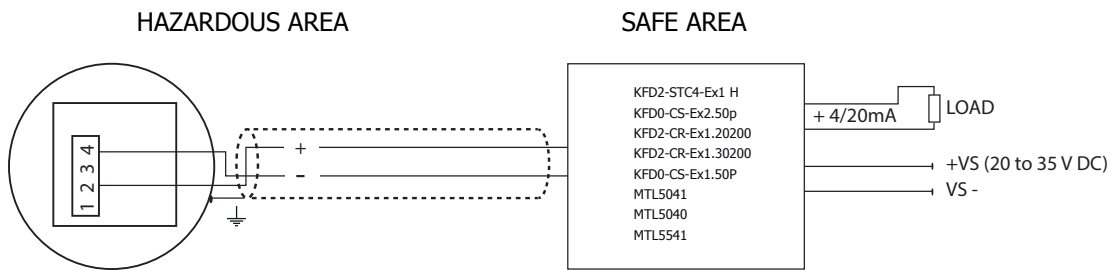 HAZARDOUS AREA
SAFE AREA
1 2 3 4
+
-
KFD2-STC4-Ex1 H
KFD0-CS-Ex2.50p
KFD2-CR-Ex1.20200
KFD2-CR-Ex1.30200
KFD0-CS-Ex1.50P
MTL5041
MTL5040
MTL5541
+ 4/20mA
LOAD
+VS (20 to 35 V DC)
VS -